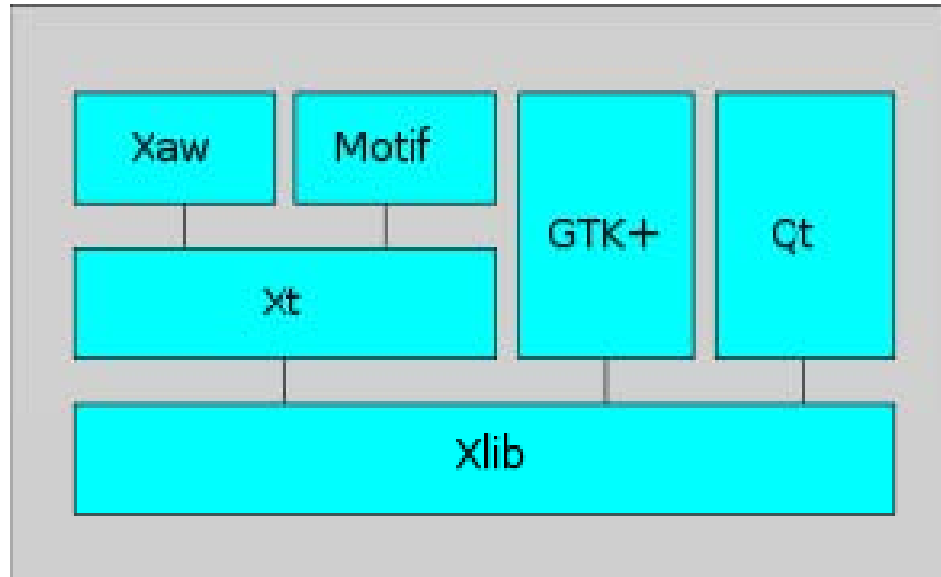 Xaw
Motif
GTK+
Qt
Xt
Xlib